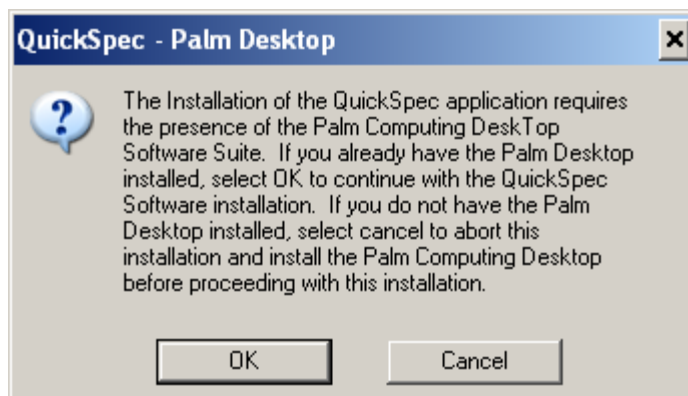 QuickSpec - Palm Desktop
The Installation of the QuickSpec application requires
the presence of the Palm Computing DeskTop
Software Suite.  If you already have the Palm Desktop
installed, select OK to continue with the QuickSpec
Software installation.  If you do not have the Palm
Desktop installed, select cancel to abort this
installation and install the Palm Computing Desktop
before proceeding with this installation.
OK
Cancel